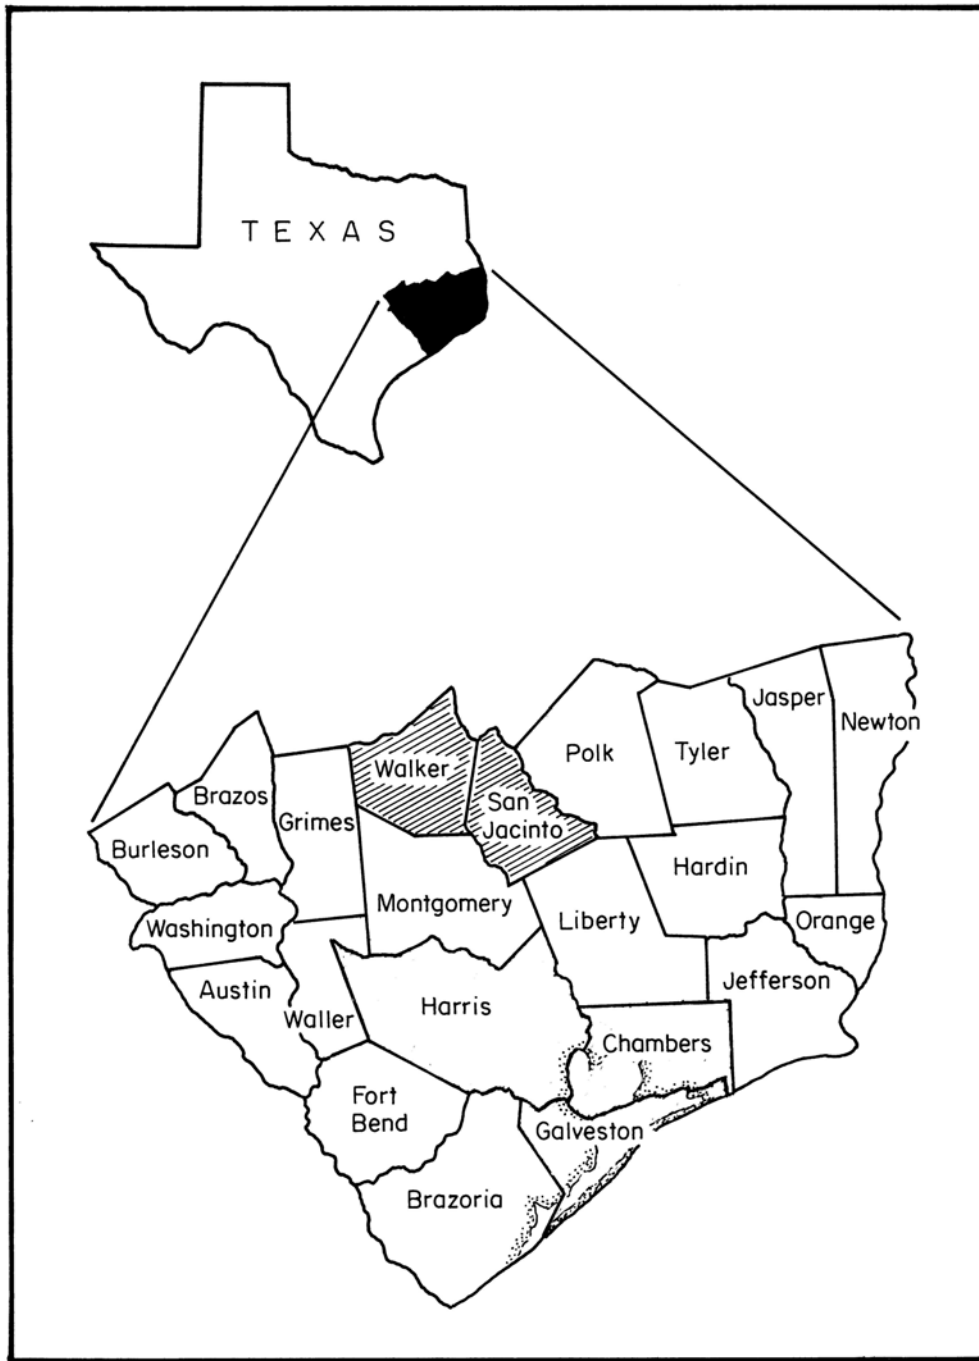 TEXAS
Jasper
Newton
Polk
Tyler
Walker
San
Jacinto
Brazos
Grimes
Burleson
Hardin
Montgomery
Liberty
Washington
Orange
Jefferson
Austin
Waller
Harris
Chambers
Fort
Bend
Galveston
Brazoria